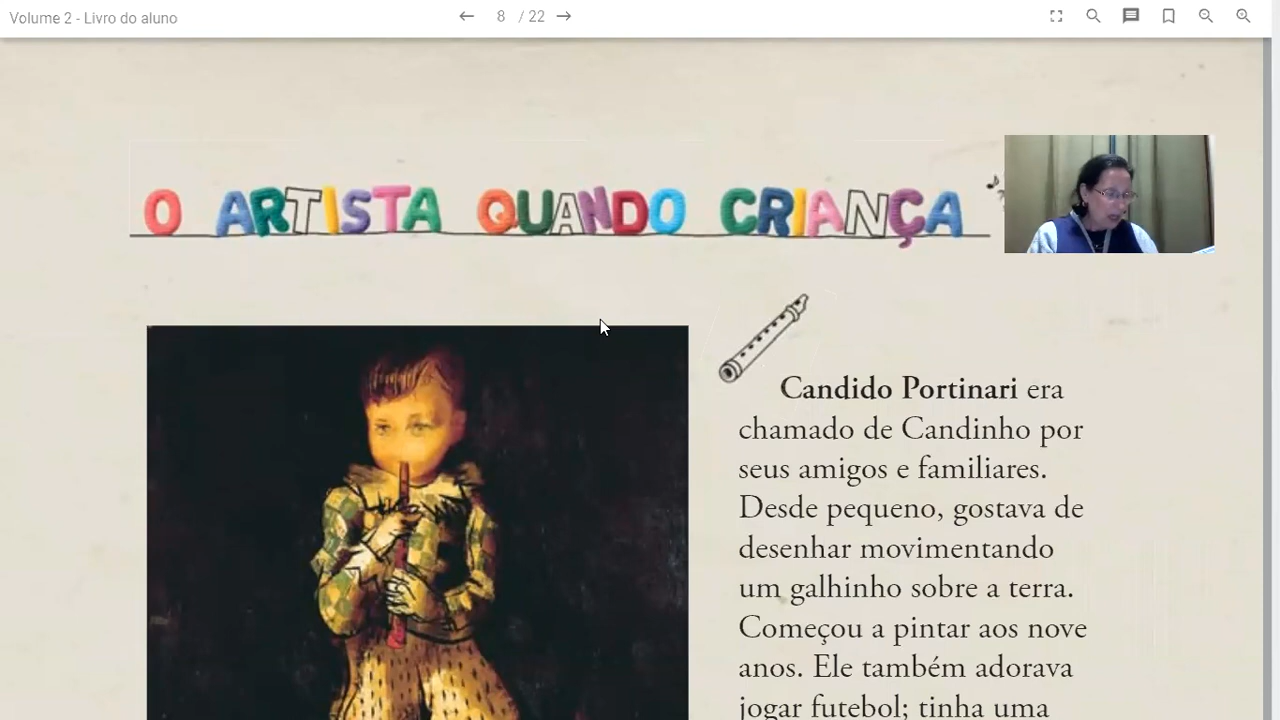 Volume 2 - Livro do aluno
8 / 22
O ARTISTA QUANDO CRIANÇA
Candido Portinari era
chamado de Candinho por
seus amigos e familiares.
Desde pequeno, gostava de
desenhar movimentando
um galhinho sobre a terra.
Começou a pintar aos nove
anos. Ele também adorava
jogar futebol; tinha uma